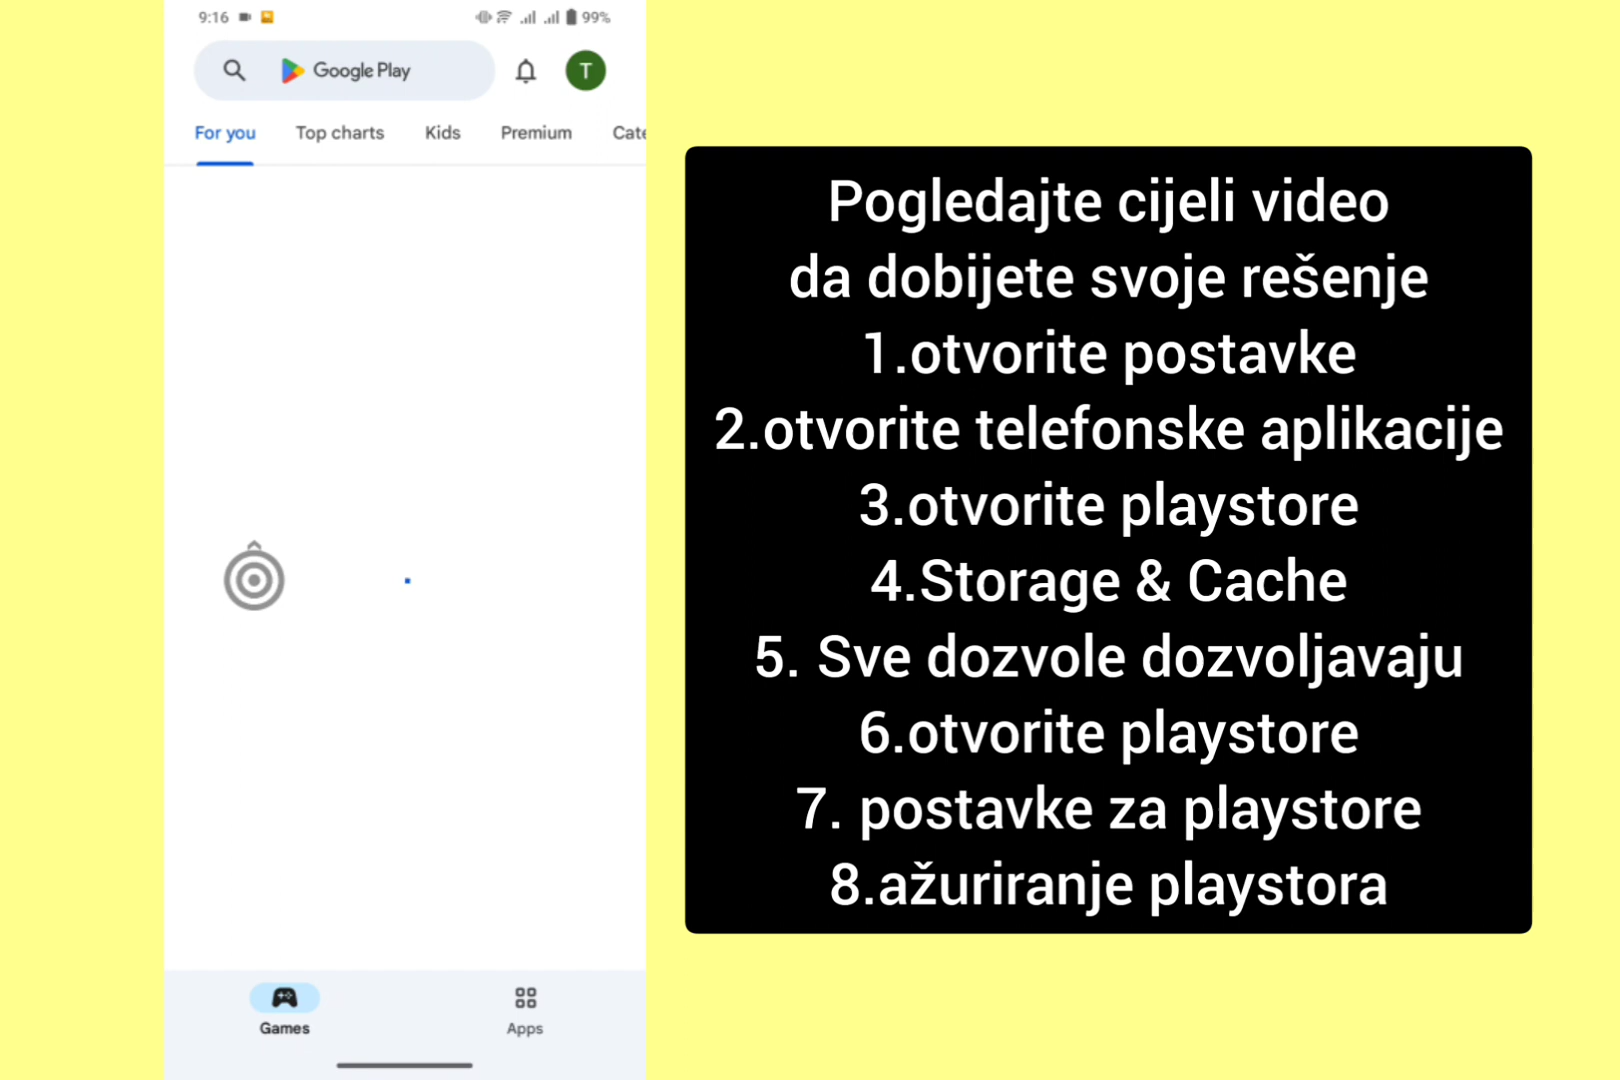 9:16
99%
Google Play
T
For you Top charts Kids Premium Cate
Pogledajte cijeli video
da dobijete svoje rešenje
1.otvorite postavke
2.otvorite telefonske aplikacije
3.otvorite playstore
4.Storage & Cache
5. Sve dozvole dozvoljavaju
6.otvorite playstore
7. postavke za playstore
8.ažuriranje playstora
Games Apps